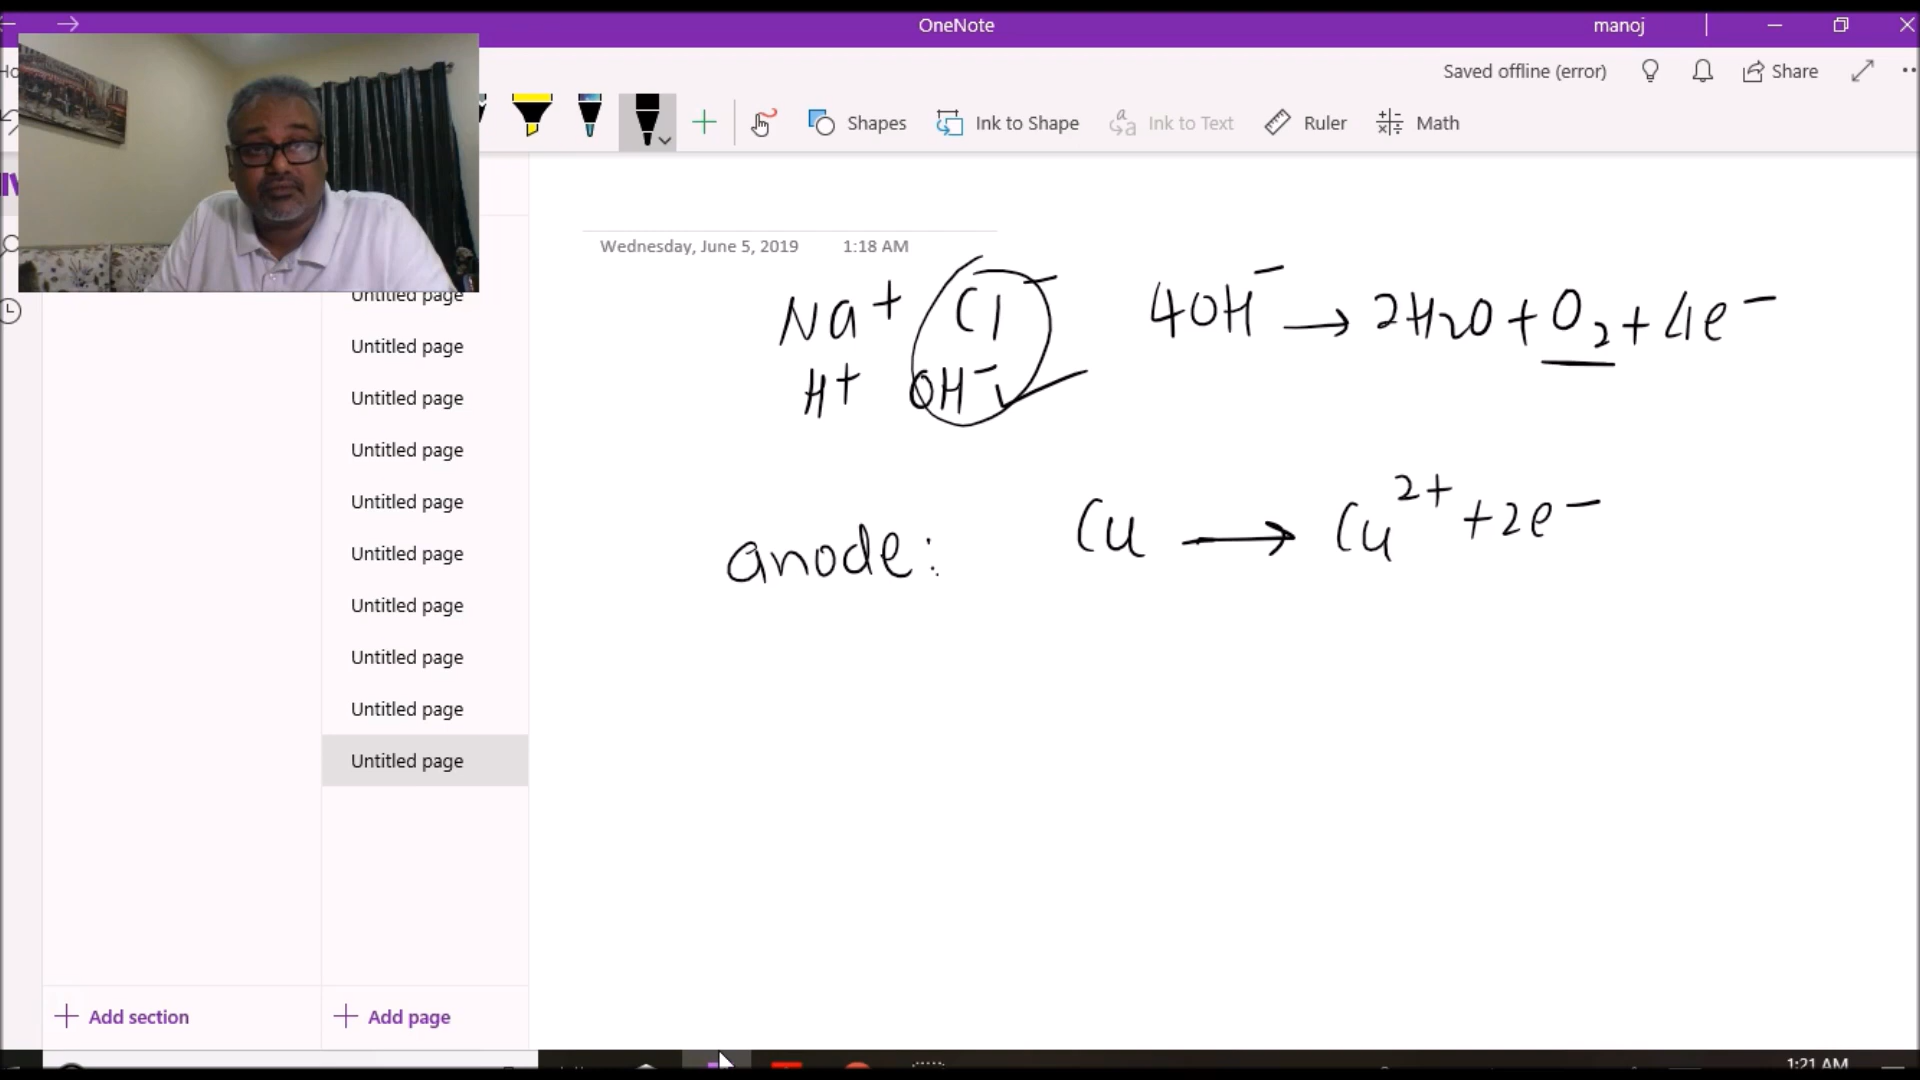 OneNote
manoj
Saved offline (error)
Share
Shapes
Ink to Shape
Ink to Text
Ruler
Math
Wednesday, June 5, 2019 1:18 AM
Na+ Cl⁻ 4OH⁻ → 2H2O + O₂ + 4e⁻
H+ OH⁻
anode: Cu → Cu²⁺ + 2e⁻
Untitled page
Untitled page
Untitled page
Untitled page
Untitled page
Untitled page
Untitled page
Untitled page
Untitled page
Untitled page
Add section
Add page
1:21 AM